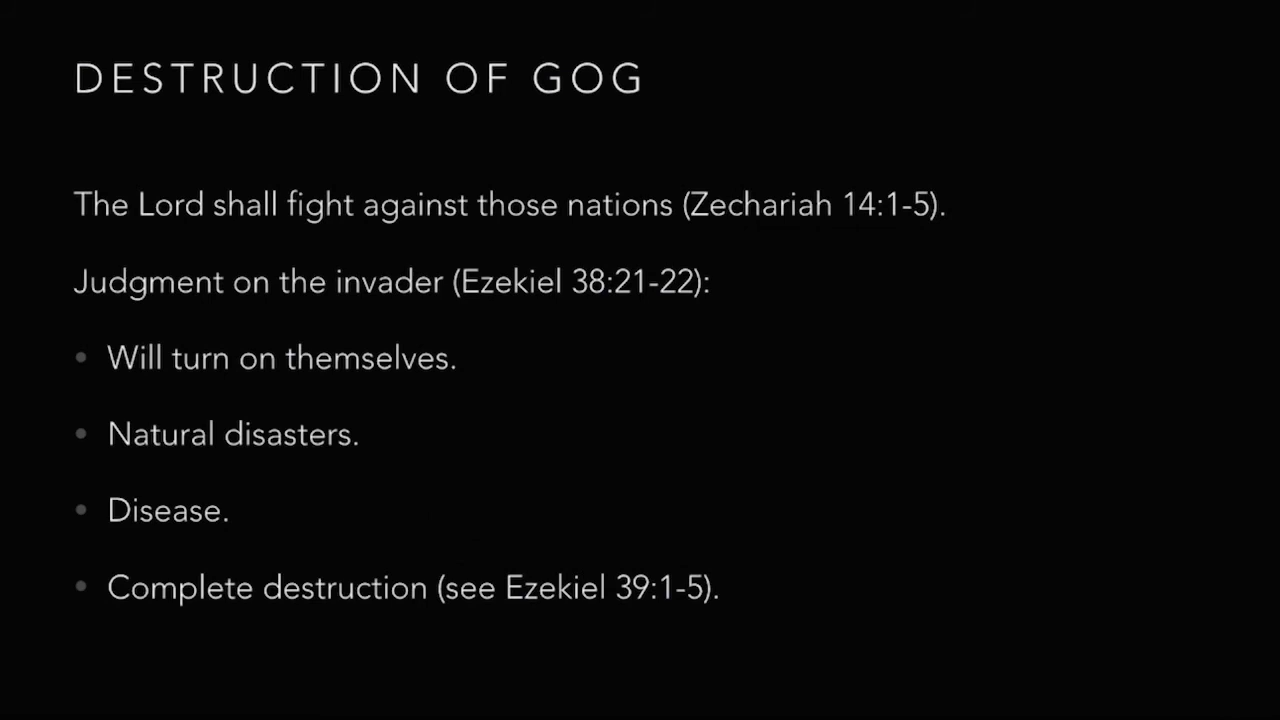 DESTRUCTION OF GOG
The Lord shall fight against those nations (Zechariah 14:1-5).
Judgment on the invader (Ezekiel 38:21-22):
• Will turn on themselves.
• Natural disasters.
• Disease.
• Complete destruction (see Ezekiel 39:1-5).